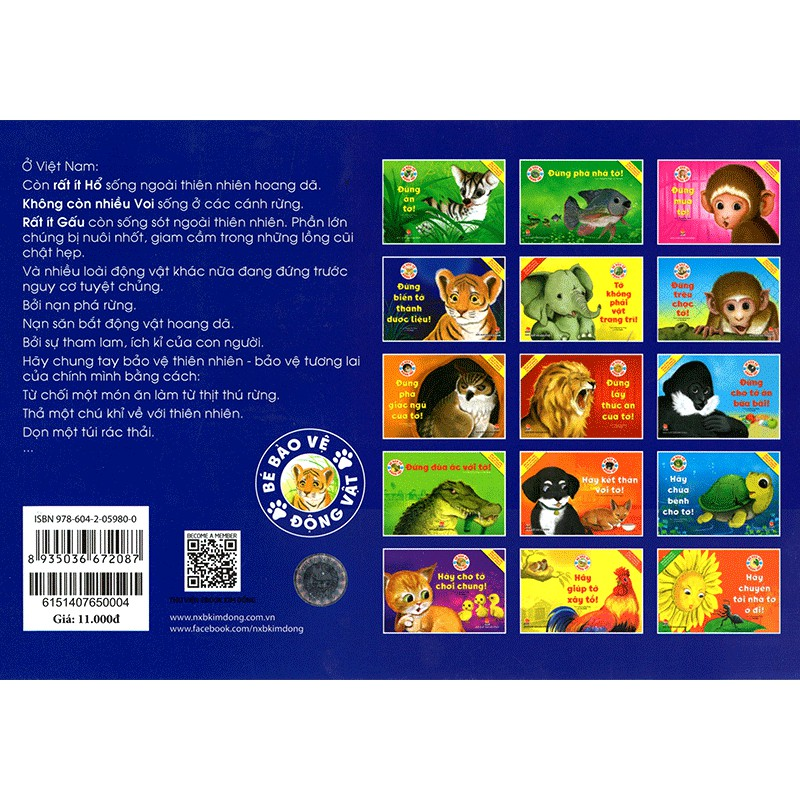 Ở Việt Nam:
Còn rất ít Hổ sống ngoài thiên nhiên hoang dã.
Không còn nhiều Voi sống ở các cánh rừng.
Rất ít Gấu còn sống sót ngoài thiên nhiên. Phần lớn
chúng bị nuôi nhốt, giam cầm trong những lồng cũi
chật hẹp.
Và nhiều loài động vật khác nữa đang đứng trước
nguy cơ tuyệt chủng.
Bởi nạn phá rừng.
Nạn săn bắt động vật hoang dã.
Bởi sự tham lam, ích kỉ của con người.
Hãy chung tay bảo vệ thiên nhiên - bảo vệ tương lai
của chính mình bằng cách:
Từ chối một món ăn làm từ thịt thú rừng.
Thả một chú khỉ về với thiên nhiên.
Dọn một túi rác thải.
...
BÉ BẢO VỆ
ĐỘNG VẬT
ISBN 978-604-2-05980-0
8 935036 672087
6151407650004
Giá: 11.000đ
BECOME A MEMBER
www.nxbkimdong.com.vn
www.facebook.com/nxbkimdong
Đừng
ăn
tớ!
Đừng phá nhà tớ!
Đừng
mua
tớ!
Đừng
biến tớ
thành
dược liệu!
Tớ
không
phải
vật
trang trí!
Đừng
trêu
chọc
tớ!
Đừng
phá
giấc ngủ
của tớ!
Đừng
lấy
thức ăn
của tớ!
Đừng
cho tớ ăn
bừa bãi!
Đừng đùa ác với tớ!
Hãy kết thân
với tớ!
Hãy
chữa
bệnh
cho tớ!
Hãy cho tớ
chơi chung!
Hãy
giúp tớ
xây tổ!
Hãy
chuyển
tới nhà tớ
ở đi!